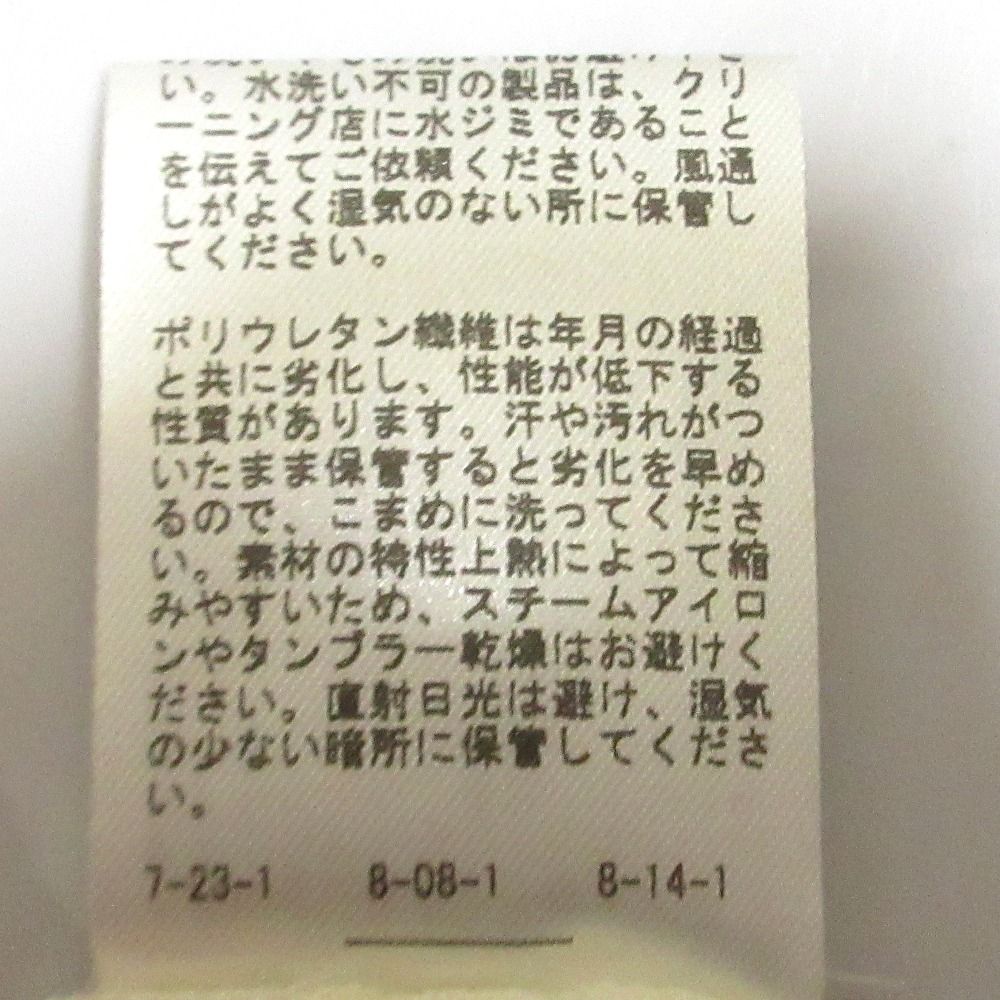 い。水洗い不可の製品は、クリ
ーニング店に水ジミであること
を伝えてご依頼ください。風通
しがよく湿気のない所に保管し
てください。
ポリウレタン繊維は年月の経過
と共に劣化し、性能が低下する
性質があります。汗や汚れがつ
いたまま保管すると劣化を早め
るので、こまめに洗ってくださ
い。素材の特性上熱によって縮
みやすいため、スチームアイロ
ンやタンブラー乾燥はお避けく
ださい。直射日光は避け、湿気
の少ない暗所に保管してくださ
い。
7-23-1 8-08-1 8-14-1